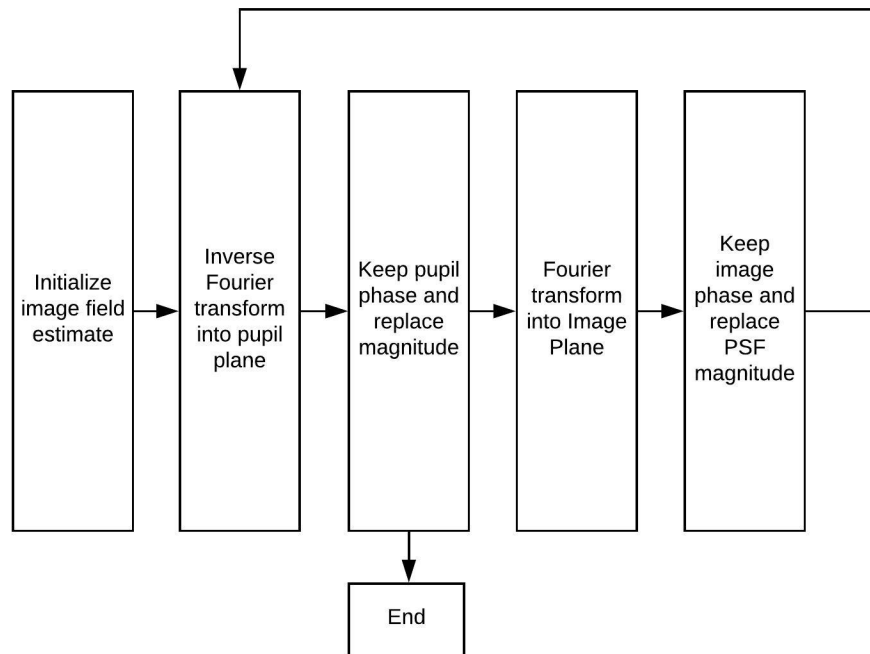 Initialize
image field
estimate
Inverse
Fourier
transform
into pupil
plane
Keep pupil
phase and
replace
magnitude
Fourier
transform
into Image
Plane
Keep
image
phase and
replace
PSF
magnitude
End